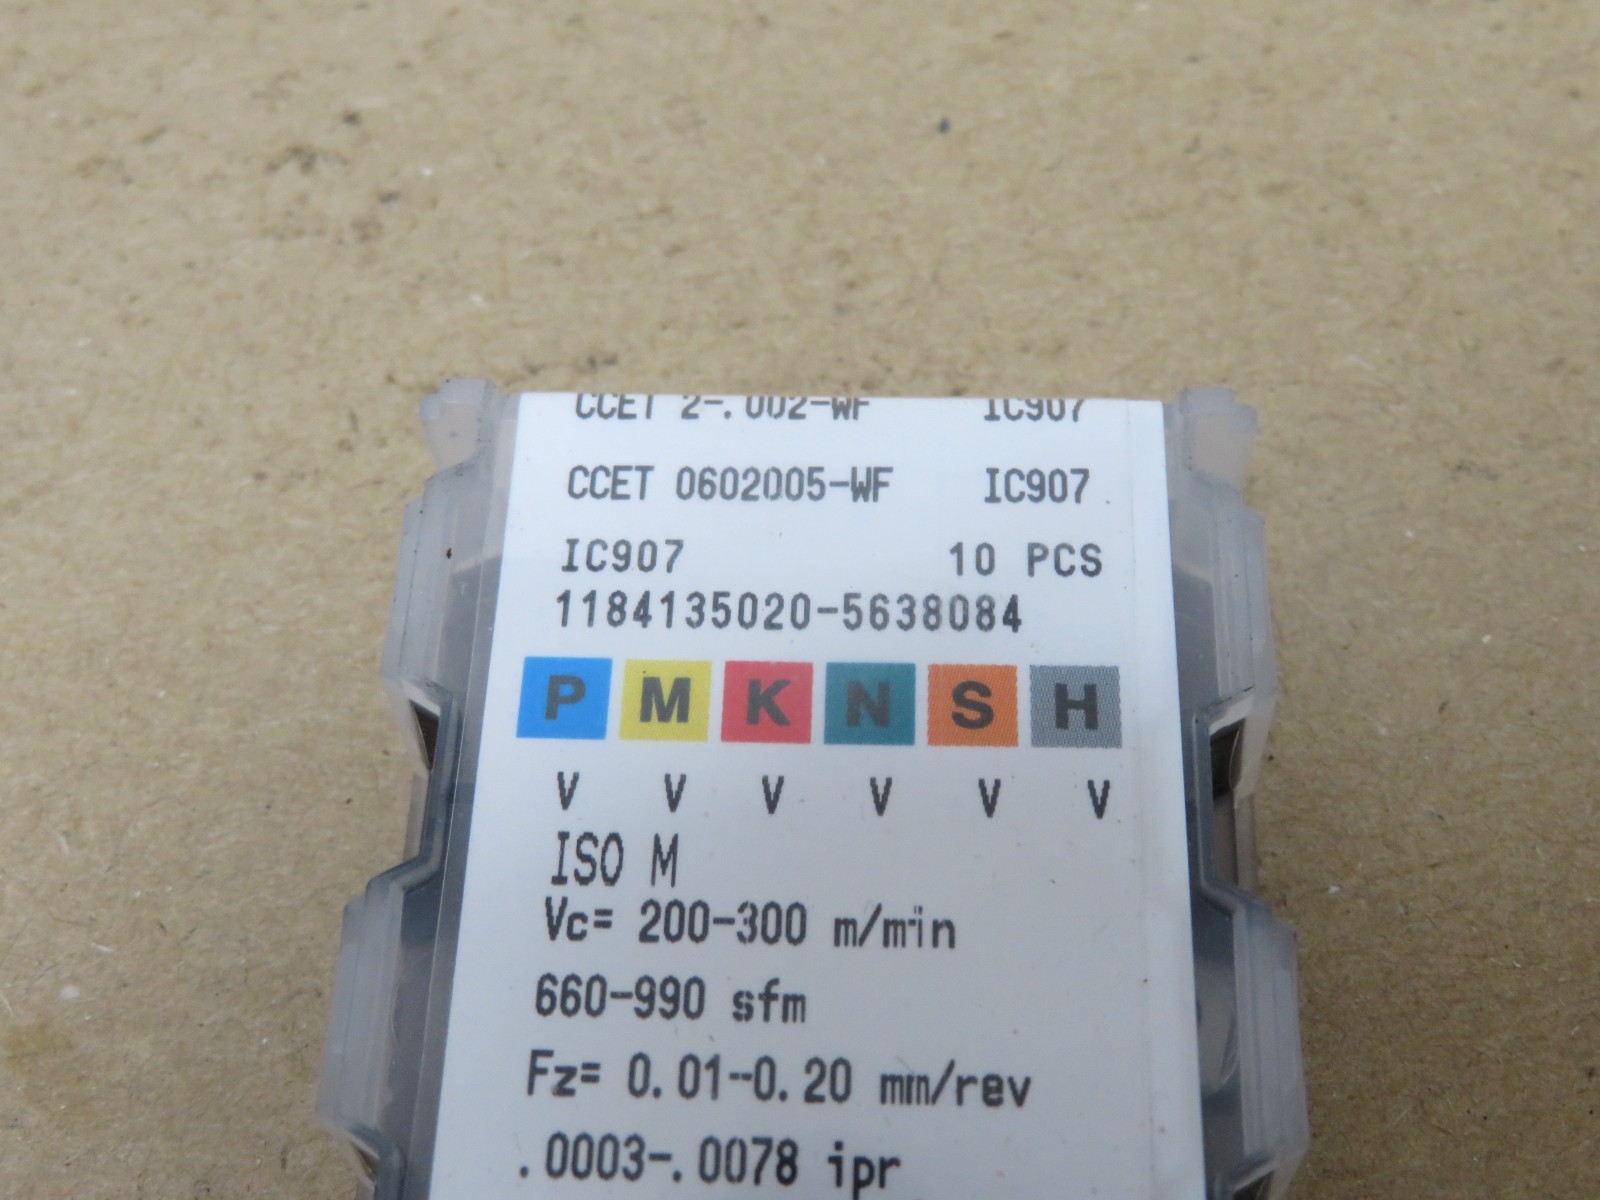 CCET 2-.002-WF IC907
CCET 0602005-WF IC907
IC907 10 PCS
1184135020-5638084
P M K N S H
V V V V V V
ISO M
Vc= 200-300 m/min
660-990 sfm
Fz= 0.01-0.20 mm/rev
.0003-.0078 ipr